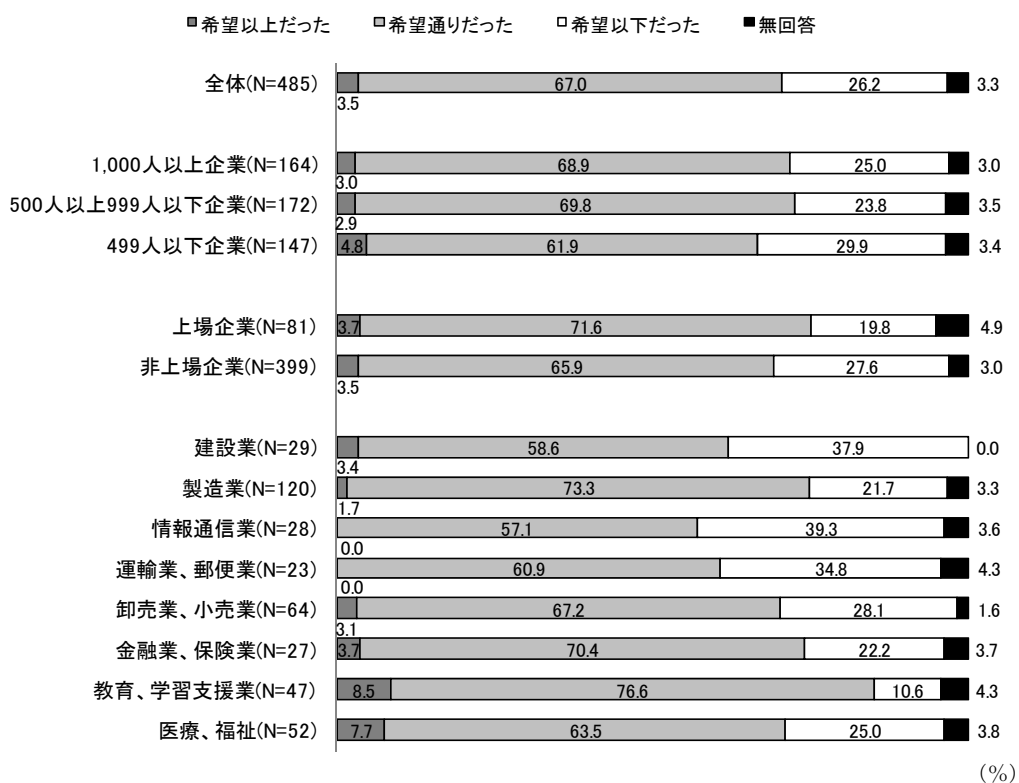 ■希望以上だった ■希望通りだった □希望以下だった ■無回答
全体(N=485) 67.0 26.2 3.3
3.5
1,000人以上企業(N=164) 68.9 25.0 3.0
3.0
500人以上999人以下企業(N=172) 69.8 23.8 3.5
2.9
499人以下企業(N=147) 4.8 61.9 29.9 3.4
上場企業(N=81) 3.7 71.6 19.8 4.9
非上場企業(N=399) 65.9 27.6 3.0
3.5
建設業(N=29) 58.6 37.9 0.0
3.4
製造業(N=120) 73.3 21.7 3.3
1.7
情報通信業(N=28) 57.1 39.3 3.6
0.0
運輸業、郵便業(N=23) 60.9 34.8 4.3
0.0
卸売業、小売業(N=64) 67.2 28.1 1.6
3.1
金融業、保険業(N=27) 3.7 70.4 22.2 3.7
教育、学習支援業(N=47) 8.5 76.6 10.6 4.3
医療、福祉(N=52) 7.7 63.5 25.0 3.8
(%)